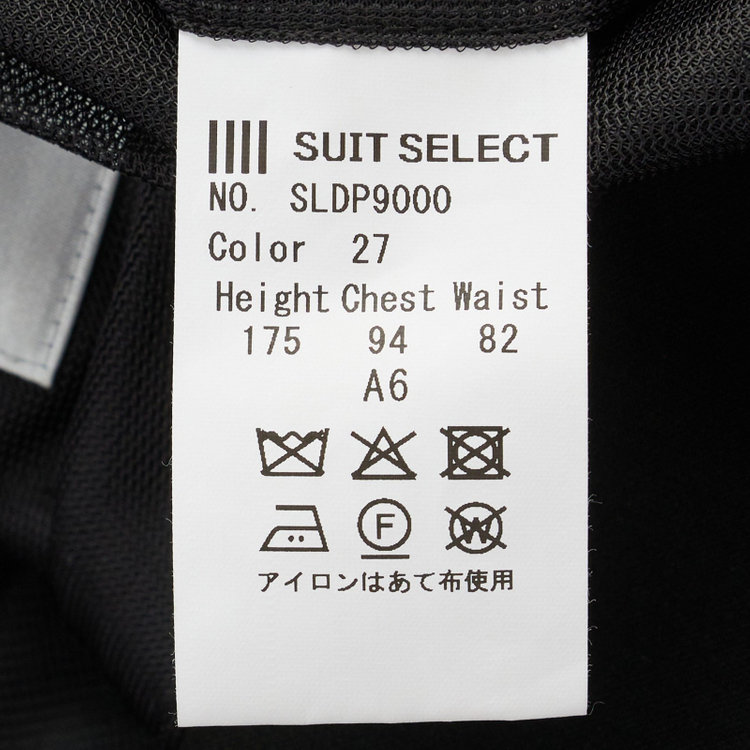 SUIT SELECT
NO. SLDP9000
Color 27
Height Chest Waist
175 94 82
A6
F W
アイロンはあて布使用